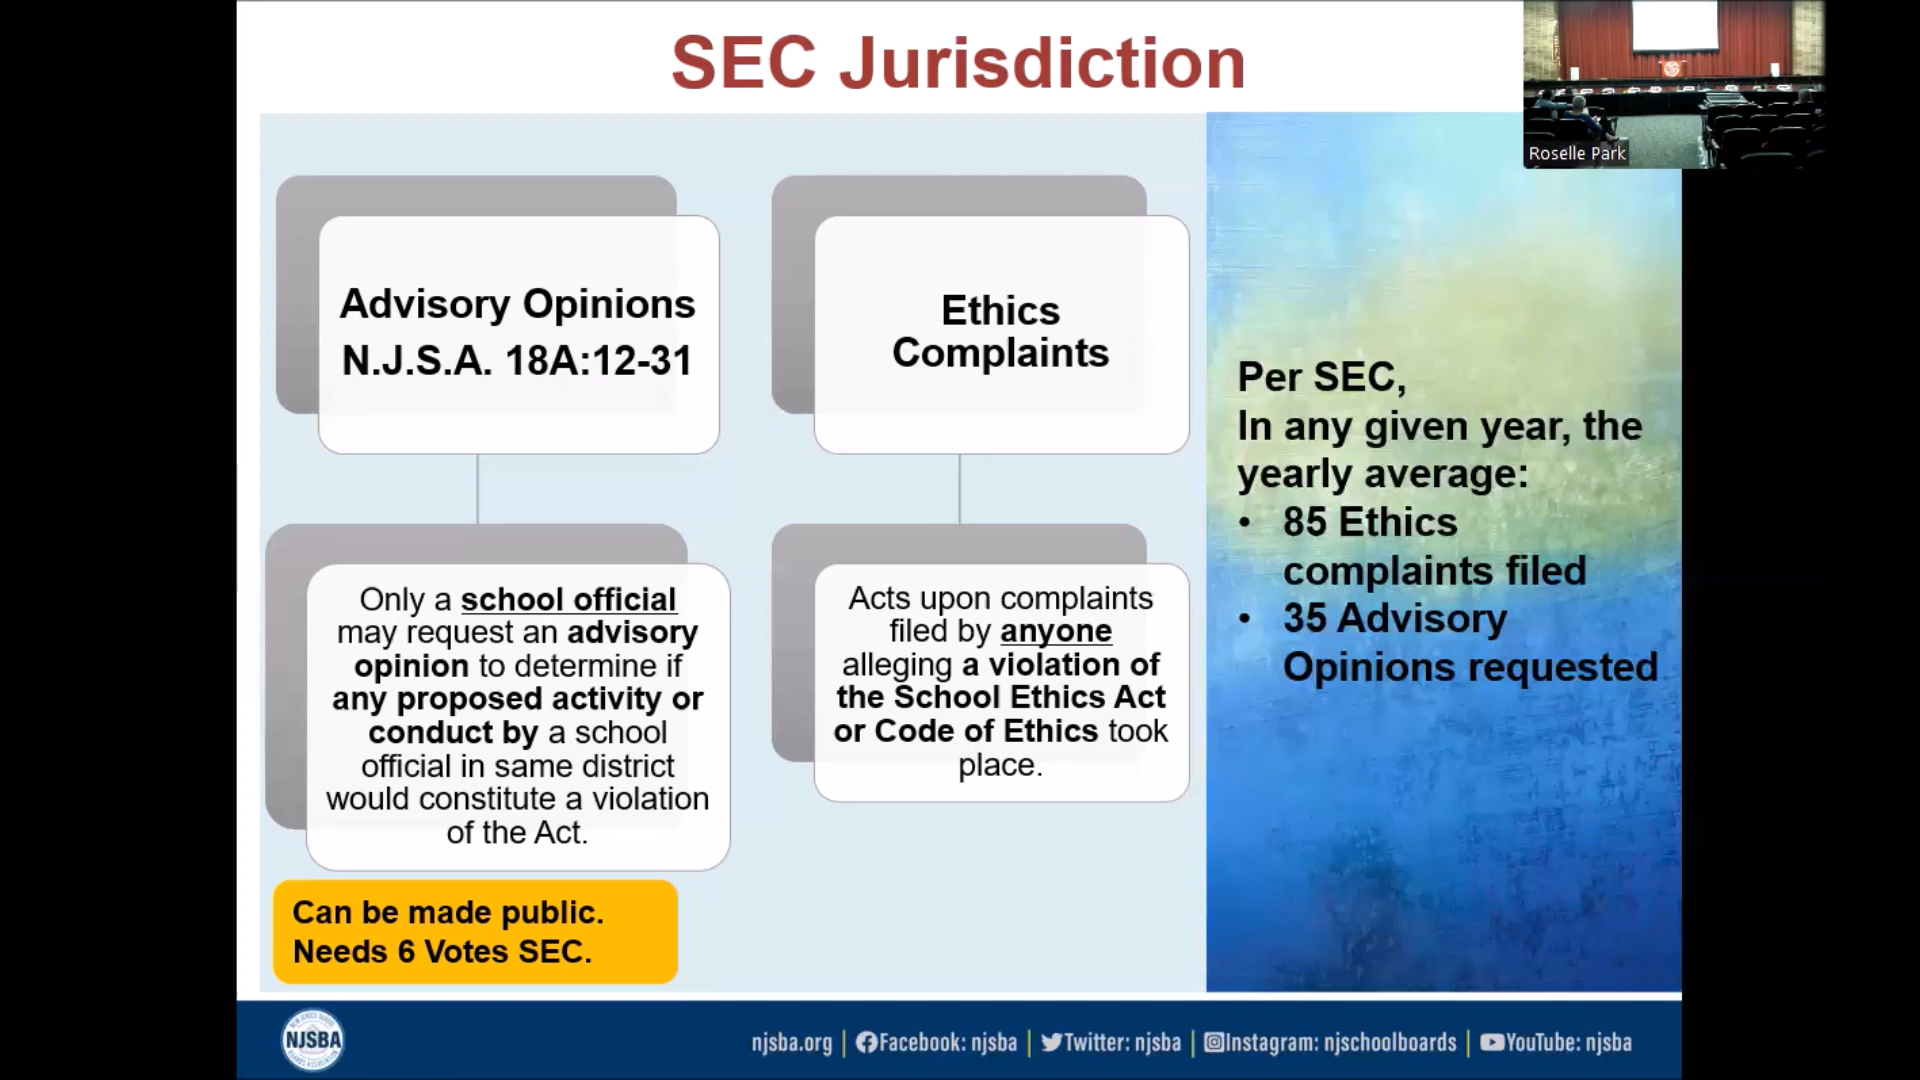 SEC Jurisdiction
Roselle Park
Advisory Opinions
N.J.S.A. 18A:12-31
Ethics
Complaints
Only a school official
may request an advisory
opinion to determine if
any proposed activity or
conduct by a school
official in same district
would constitute a violation
of the Act.
Acts upon complaints
filed by anyone
alleging a violation of
the School Ethics Act
or Code of Ethics took
place.
Can be made public.
Needs 6 Votes SEC.
Per SEC,
In any given year, the
yearly average:
• 85 Ethics
complaints filed
• 35 Advisory
Opinions requested
NJSBA
njsba.org | Facebook: njsba | Twitter: njsba | Instagram: njschoolboards | YouTube: njsba